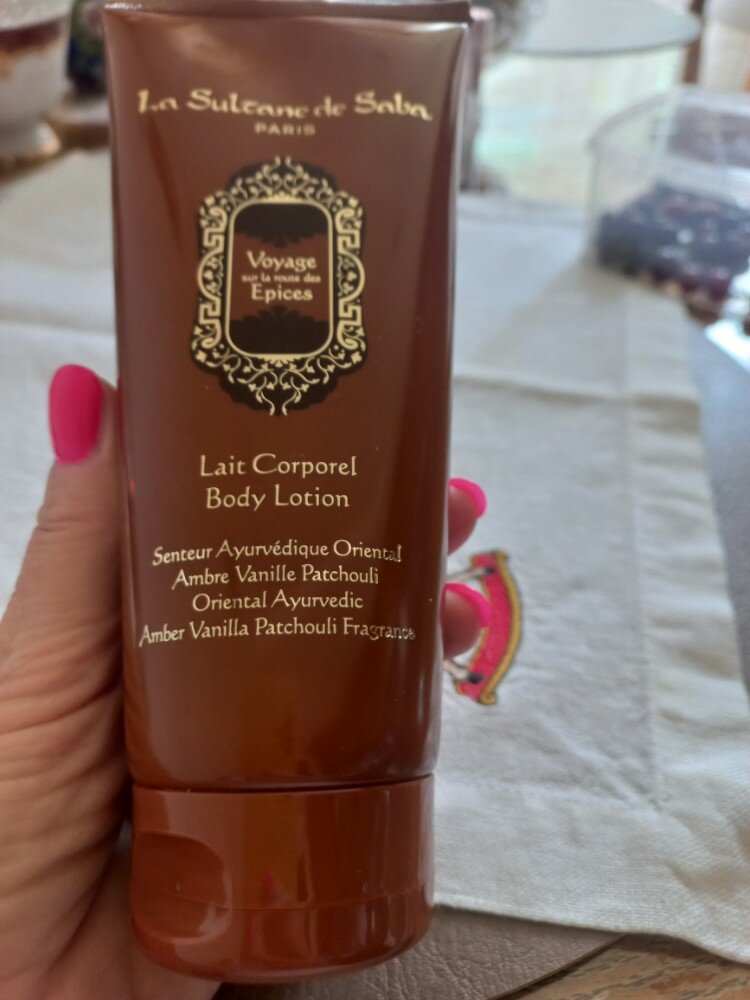 La Sultane de Saba
PARIS
Voyage
sur la route des
Epices
Lait Corporel
Body Lotion
Senteur Ayurvédique Oriental
Ambre Vanille Patchouli
Oriental Ayurvedic
Amber Vanilla Patchouli Fragrance